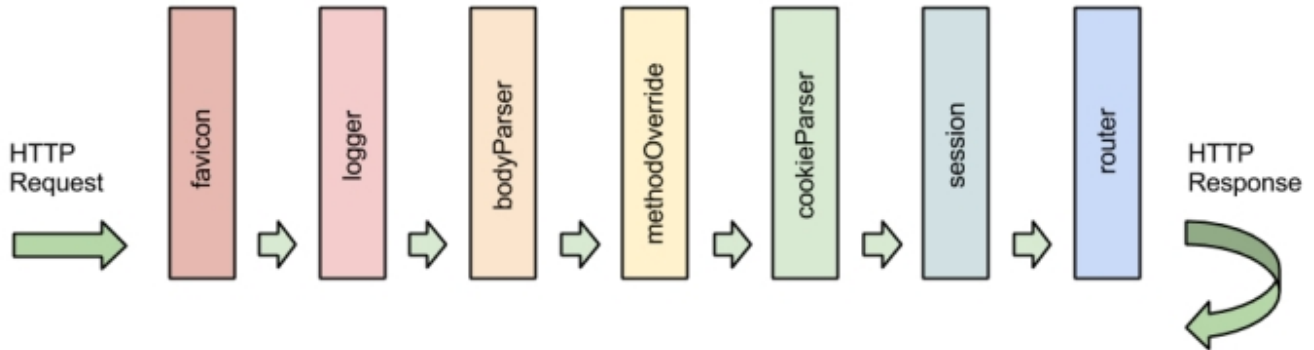 HTTP
Request
favicon
logger
bodyParser
methodOverride
cookieParser
session
router
HTTP
Response